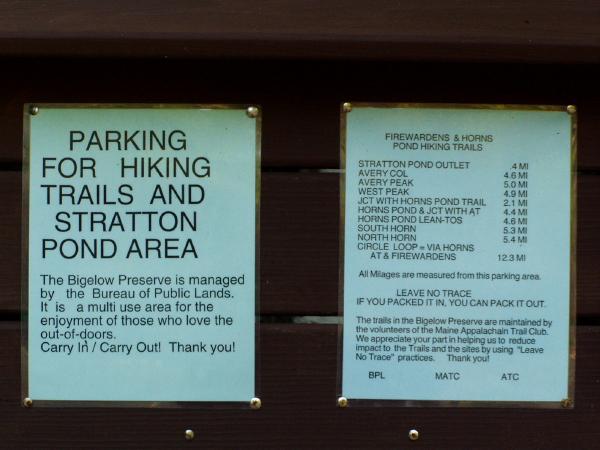 PARKING
FOR HIKING
TRAILS AND
STRATTON
POND AREA
The Bigelow Preserve is managed
by the Bureau of Public Lands.
It is a multi use area for the
enjoyment of those who love the
out-of-doors.
Carry In / Carry Out! Thank you!
FIREWARDENS & HORNS
POND HIKING TRAILS
STRATTON POND OUTLET .4 MI
AVERY COL 4.6 MI
AVERY PEAK 5.0 MI
WEST PEAK 4.9 MI
JCT WITH HORNS POND TRAIL 2.1 MI
HORNS POND & JCT WITH AT 4.4 MI
HORNS POND LEAN-TOS 4.6 MI
SOUTH HORN 5.3 MI
NORTH HORN 5.4 MI
CIRCLE LOOP = VIA HORNS
AT & FIREWARDENS 12.3 MI
All Milages are measured from this parking area.
LEAVE NO TRACE
IF YOU PACKED IT IN, YOU CAN PACK IT OUT.
The trails in the Bigelow Preserve are maintained by
the volunteers of the Maine Appalachain Trail Club.
We appreciate your part in helping us to reduce
impact to the Trails and the sites by using "Leave
No Trace" practices. Thank you!
BPL MATC ATC